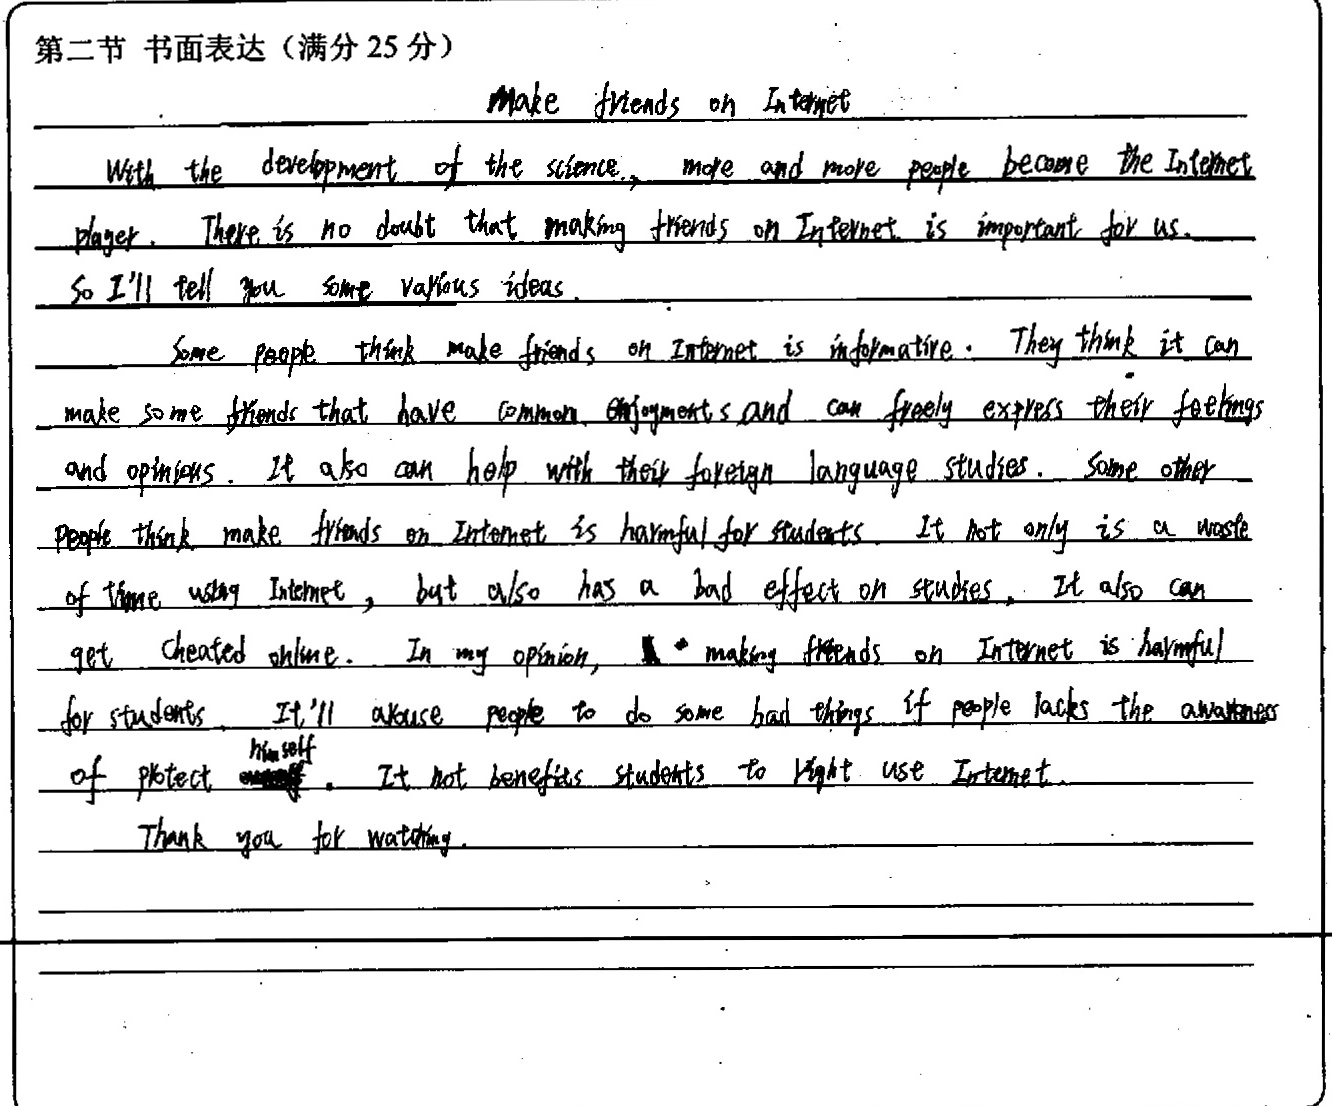 第二节 书面表达（满分 25 分）
Make friends on Internet
With the development of the science, more and more people become the Internet
player. There is no doubt that making friends on Internet is important for us.
So I'll tell you some various ideas.
Some people think make friends on Internet is informative. They think it can
make some friends that have common enjoyments and can freely express their feelings
and opinions. It also can help with their foreign language studies. Some other
people think make friends on Internet is harmful for students. It not only is a waste
of time using Internet, but also has a bad effect on studies. It also can
get cheated online. In my opinion, making friends on Internet is harmful
for students. It'll arouse people to do some bad things if people lacks the awareness
of protect himself. It not benefits students to right use Internet.
Thank you for watching.